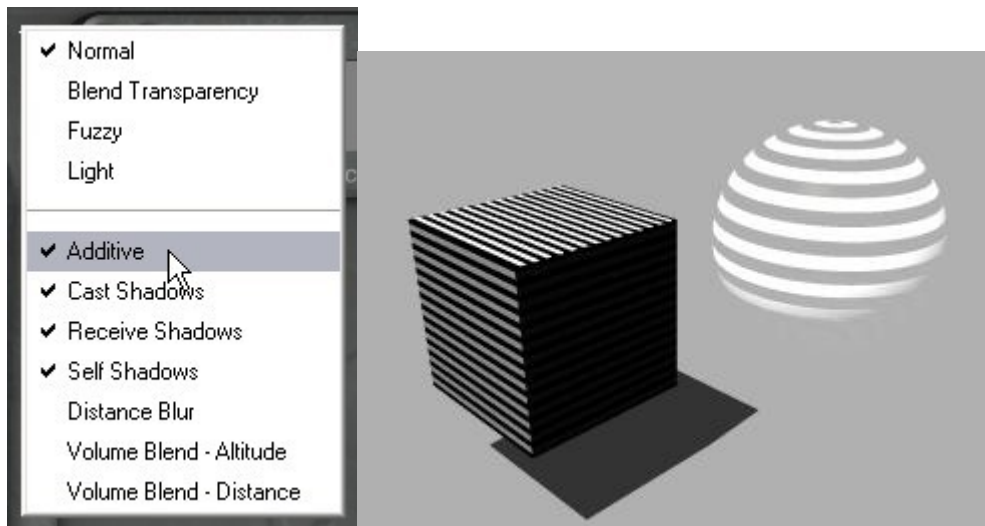 Normal
Blend Transparency
Fuzzy
Light
Additive
Cast Shadows
Receive Shadows
Self Shadows
Distance Blur
Volume Blend - Altitude
Volume Blend - Distance